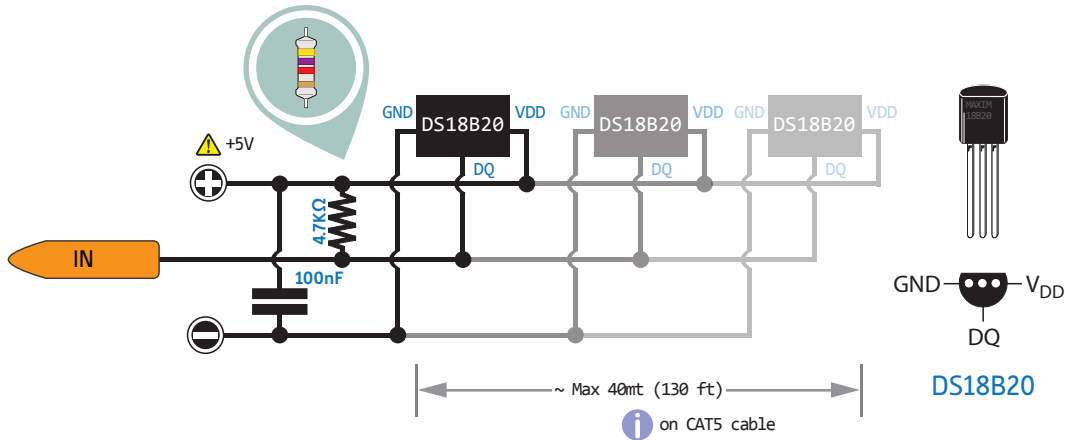 GND
DS18B20
VDD
DQ
GND
DS18B20
VDD
DQ
GND
DS18B20
VDD
DQ
MAXIM
18B20
+5V
4.7KΩ
IN
100nF
GND
VDD
DQ
DS18B20
~ Max 40mt (130 ft)
i on CAT5 cable